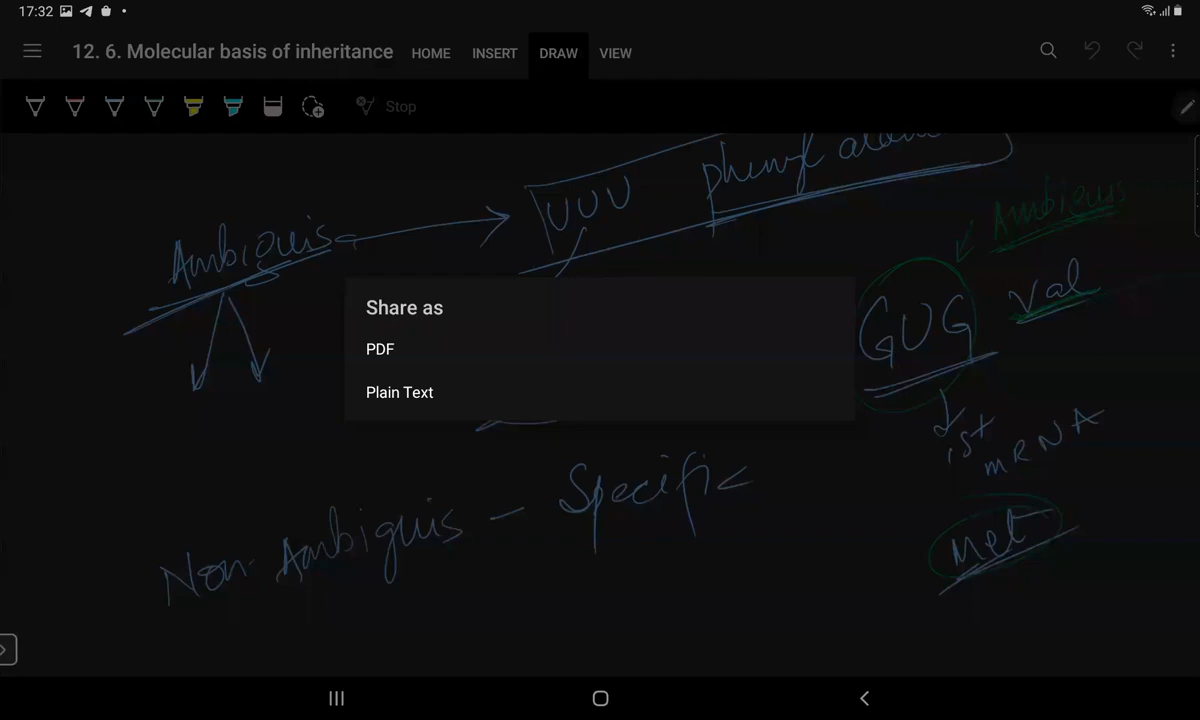 17:32
12. 6. Molecular basis of inheritance HOME INSERT DRAW VIEW
Stop
UUU phenyl
Ambiguis
Ambiguis
GUG val
Share as
PDF
Plain Text
1st
mRNA
Non-Ambiguis - Specific
Met